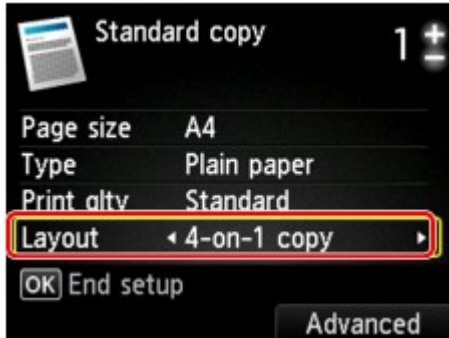 Standard copy
1
Page size A4
Type Plain paper
Print qlty Standard
Layout 4-on-1 copy
OK End setup
Advanced